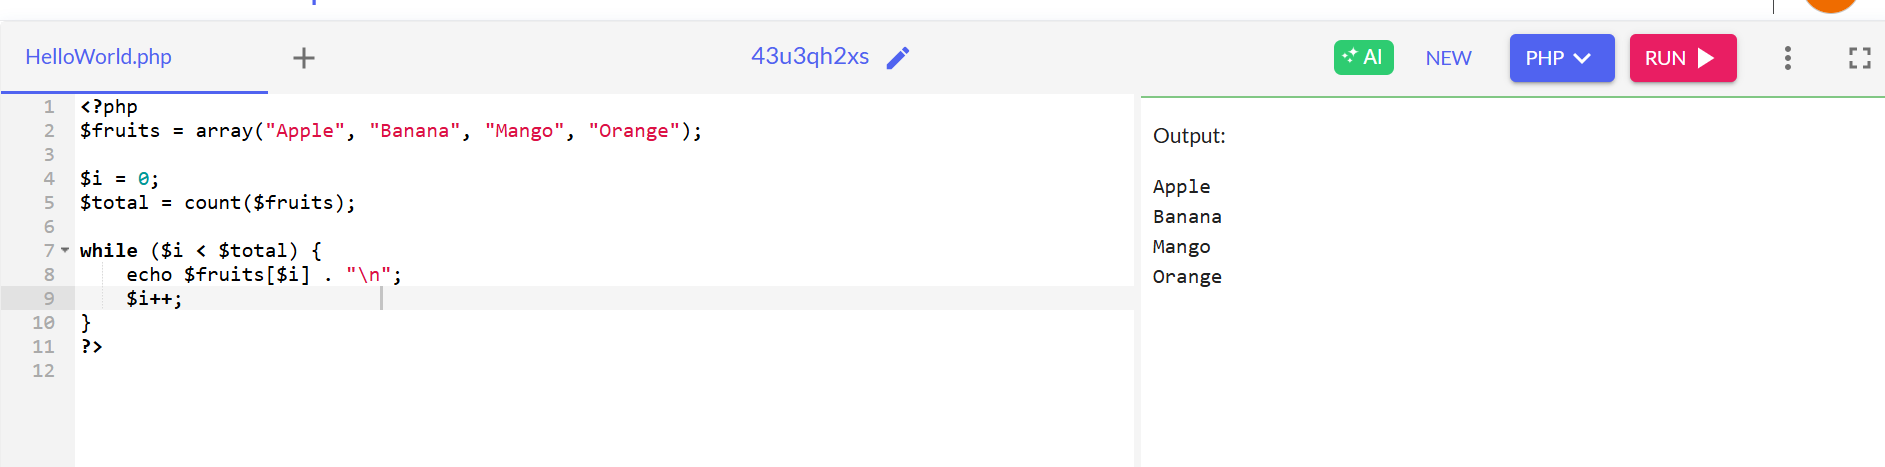 HelloWorld.php + 43u3qh2xs AI NEW PHP RUN
1 <?php
2 $fruits = array("Apple", "Banana", "Mango", "Orange");
3
4 $i = 0;
5 $total = count($fruits);
6
7 while ($i < $total) {
8     echo $fruits[$i] . "\n";
9     $i++;
10 }
11 ?>
12
Output:
Apple
Banana
Mango
Orange